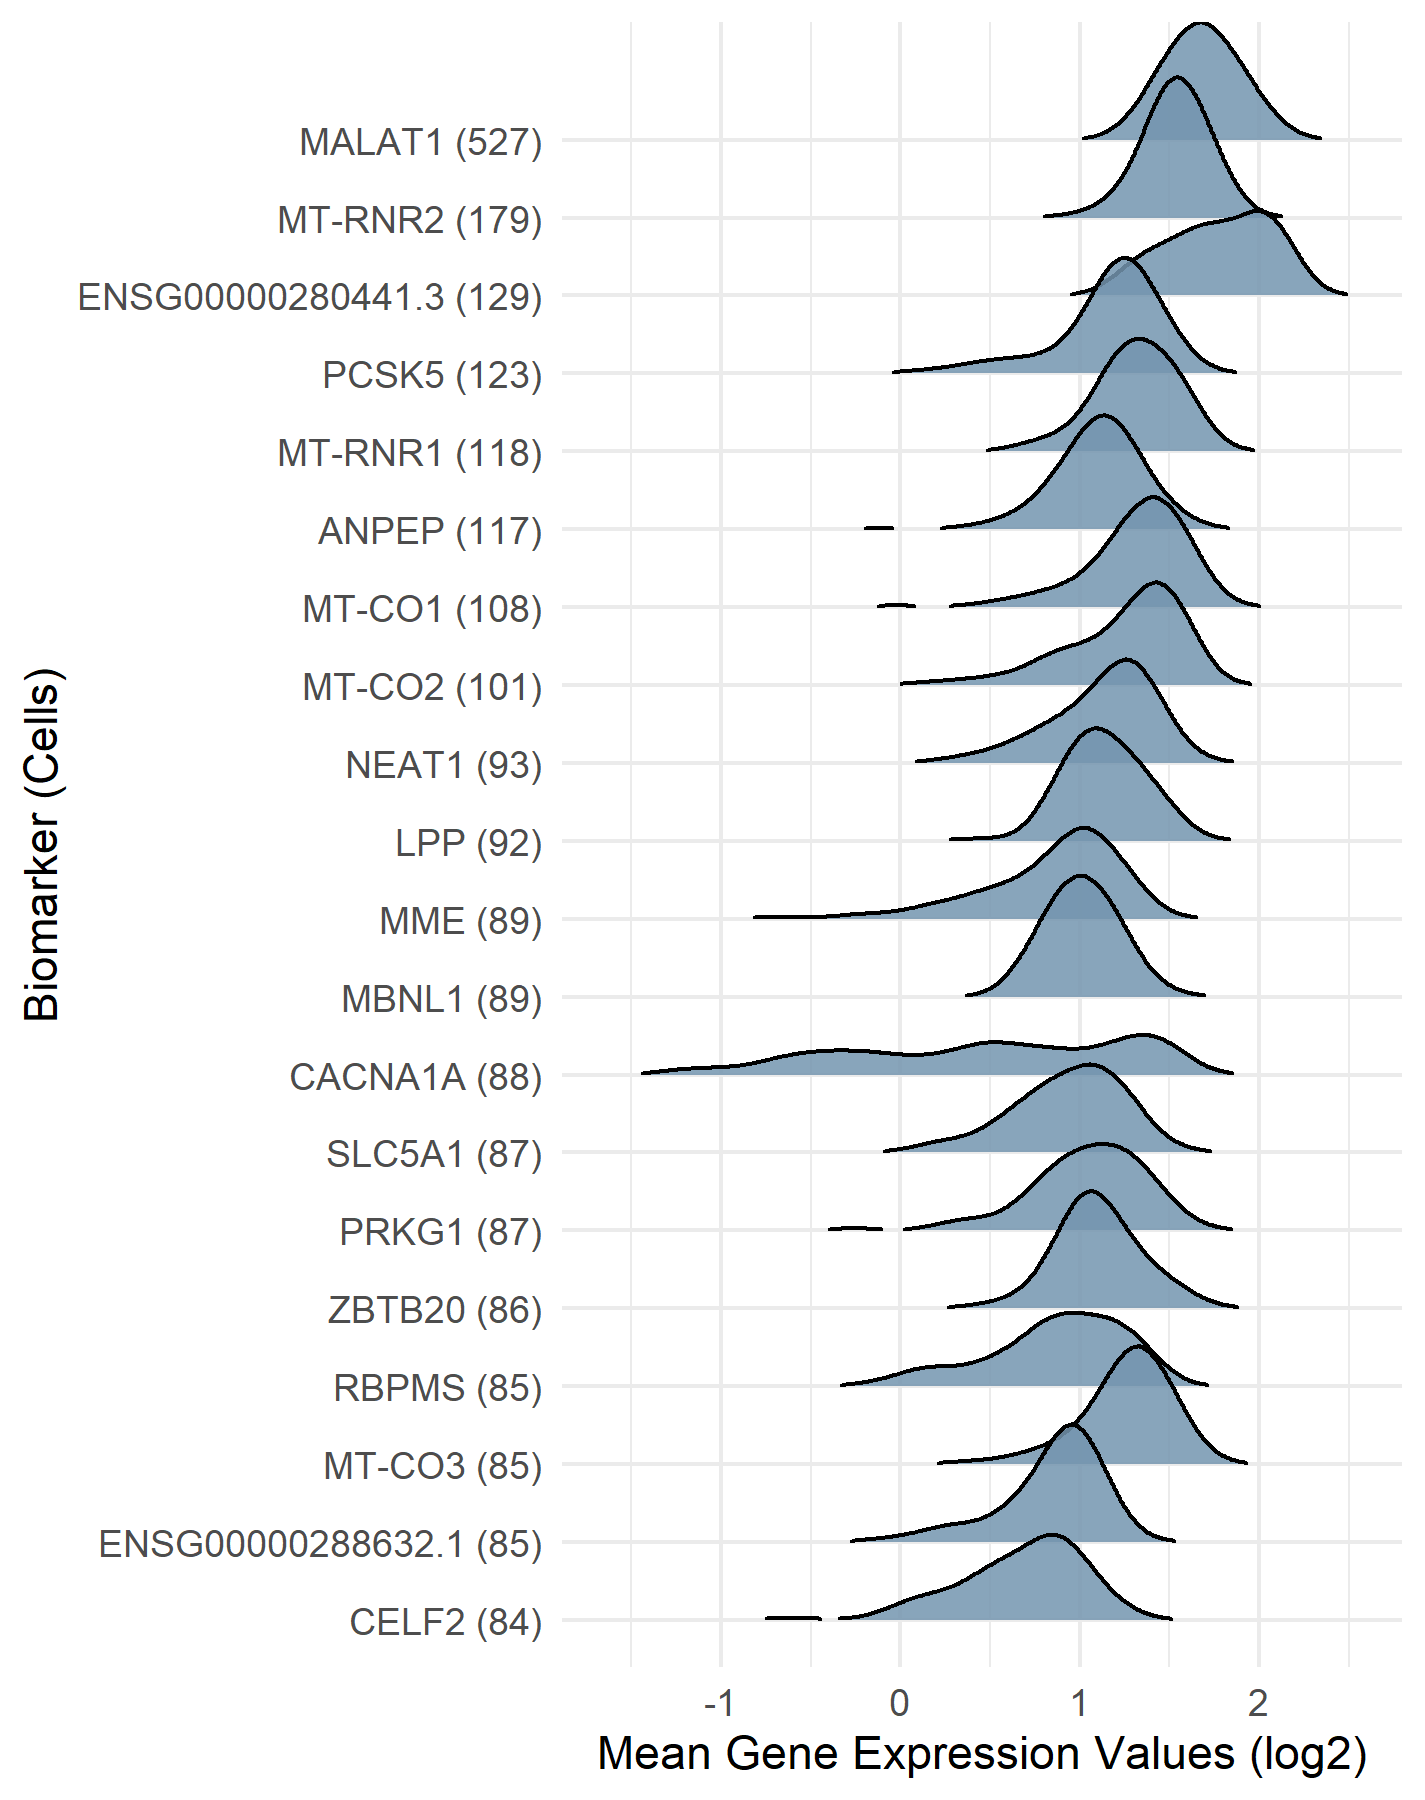 MALAT1 (527)
MT-RNR2 (179)
ENSG00000280441.3 (129)
PCSK5 (123)
MT-RNR1 (118)
ANPEP (117)
MT-CO1 (108)
MT-CO2 (101)
NEAT1 (93)
LPP (92)
MME (89)
MBNL1 (89)
CACNA1A (88)
SLC5A1 (87)
PRKG1 (87)
ZBTB20 (86)
RBPMS (85)
MT-CO3 (85)
ENSG00000288632.1 (85)
CELF2 (84)
Biomarker (Cells)
-1 0 1 2
Mean Gene Expression Values (log2)